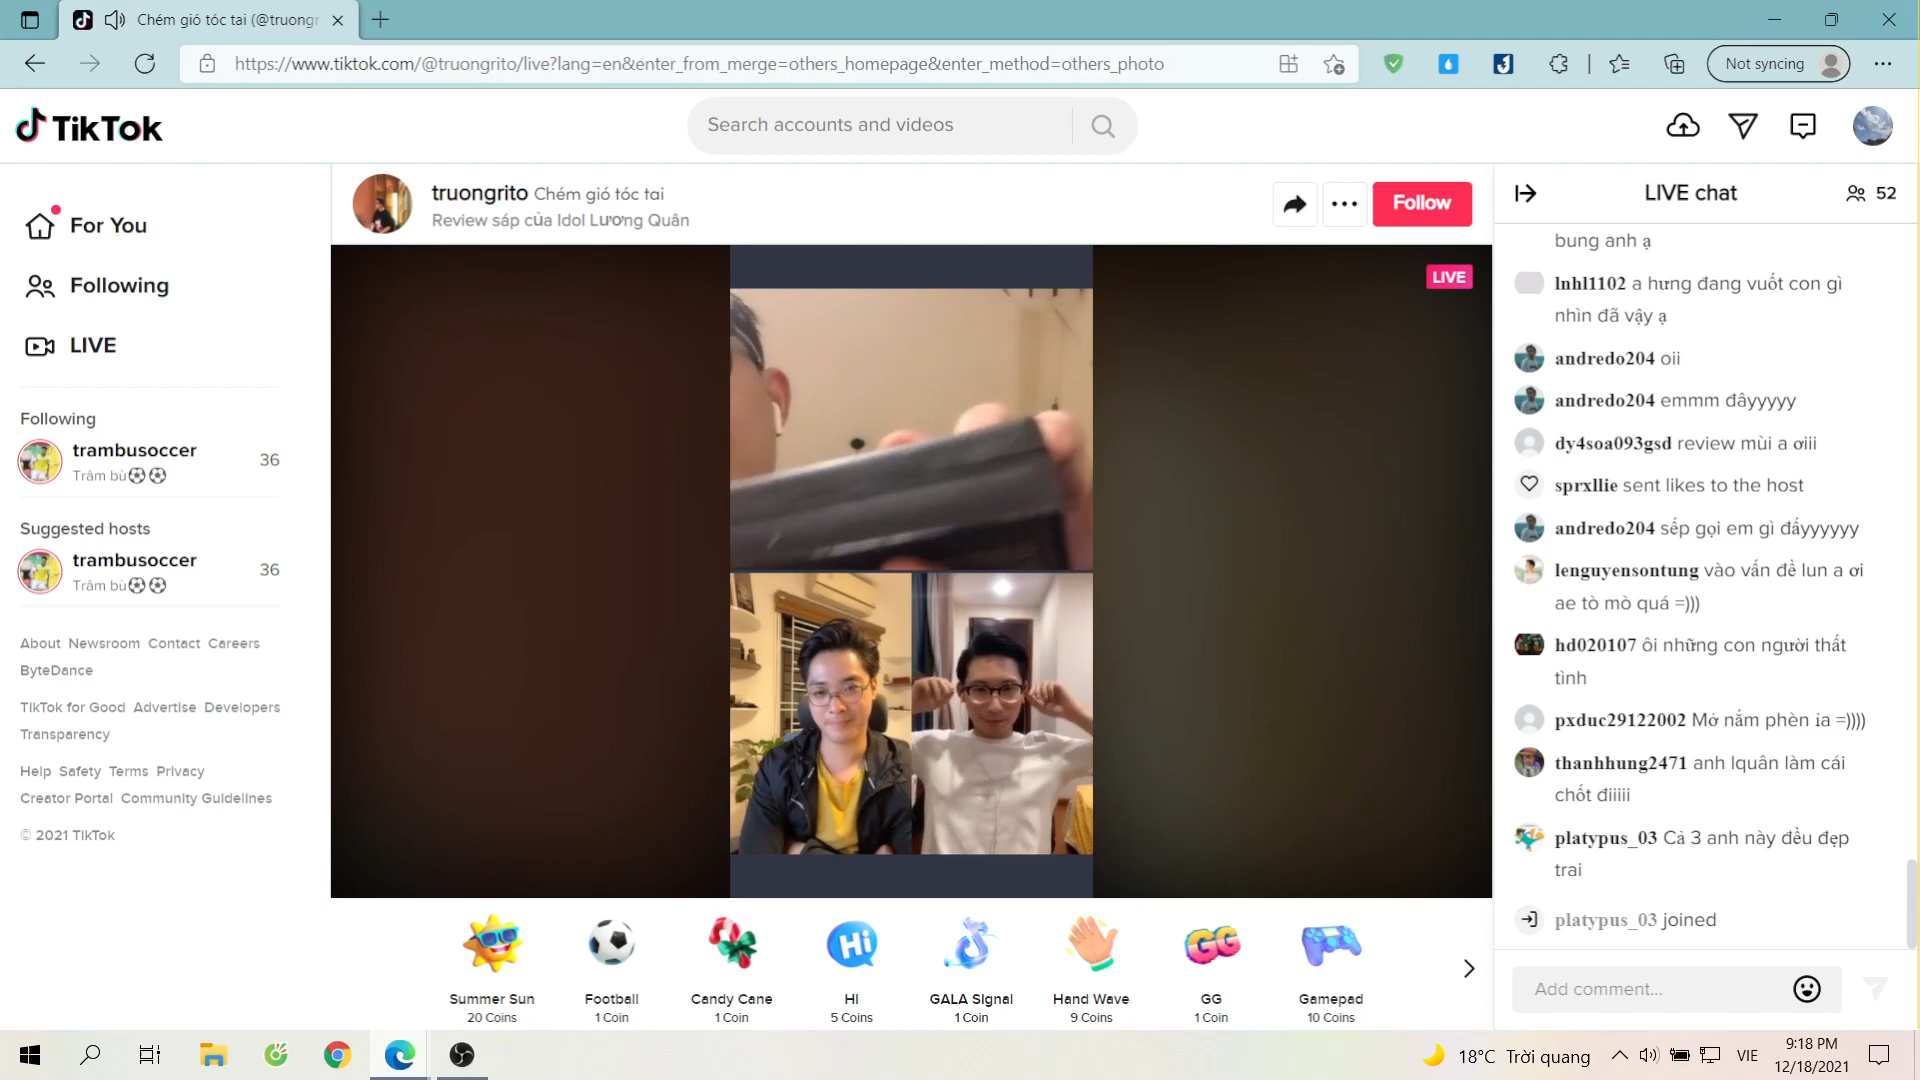 Chém gió tóc tai (@truongr
https://www.tiktok.com/@truongrito/live?lang=en&enter_from_merge=others_homepage&enter_method=others_photo
Not syncing
TikTok
Search accounts and videos
For You
Following
LIVE
Following
trambusoccer
Trâm bù⚽⚽
36
Suggested hosts
trambusoccer
Trâm bù⚽⚽
36
About Newsroom Contact Careers
ByteDance
TikTok for Good Advertise Developers
Transparency
Help Safety Terms Privacy
Creator Portal Community Guidelines
© 2021 TikTok
truongrito Chém gió tóc tai
Review sáp của Idol Lương Quân
Follow
LIVE
Summer Sun
20 Coins
Football
1 Coin
Candy Cane
1 Coin
Hi
HI
5 Coins
GALA Signal
1 Coin
Hand Wave
9 Coins
GG
GG
1 Coin
Gamepad
10 Coins
LIVE chat
52
bung anh ạ
lnhl1102 a hưng đang vuốt con gì
nhìn đã vậy ạ
andredo204 oii
andredo204 emmm đâyyyyy
dy4soa093gsd review mùi a ơiii
sprxllie sent likes to the host
andredo204 sếp gọi em gì đấyyyyyy
lenguyensontung vào vấn đề lun a ơi
ae tò mò quá =)))
hd020107 ôi những con người thất
tình
pxduc29122002 Mở nắm phèn ỉa =))))
thanhhung2471 anh lquân làm cái
chốt điiiii
platypus_03 Cả 3 anh này đều đẹp
trai
platypus_03 joined
Add comment...
18°C Trời quang
VIE
9:18 PM
12/18/2021